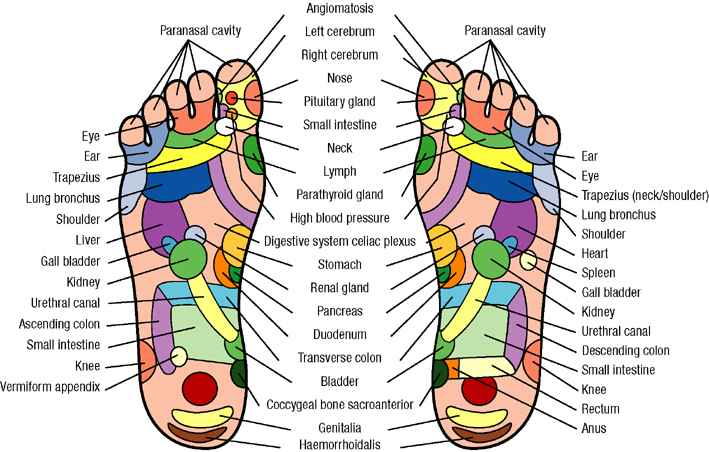 Paranasal cavity
Eye
Ear
Trapezius
Lung bronchus
Shoulder
Liver
Gall bladder
Kidney
Urethral canal
Ascending colon
Small intestine
Knee
Vermiform appendix
Angiomatosis
Left cerebrum
Right cerebrum
Nose
Pituitary gland
Small intestine
Neck
Lymph
Parathyroid gland
High blood pressure
Digestive system celiac plexus
Stomach
Renal gland
Pancreas
Duodenum
Transverse colon
Bladder
Coccygeal bone sacroanterior
Genitalia
Haemorrhoidalis
Paranasal cavity
Ear
Eye
Trapezius (neck/shoulder)
Lung bronchus
Shoulder
Heart
Spleen
Gall bladder
Kidney
Urethral canal
Descending colon
Small intestine
Knee
Rectum
Anus